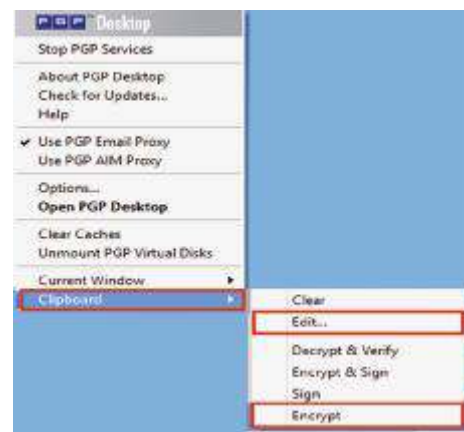 PGP Desktop
Stop PGP Services
About PGP Desktop
Check for Updates...
Help
Use PGP Email Proxy
Use PGP AIM Proxy
Options...
Open PGP Desktop
Clear Caches
Unmount PGP Virtual Disks
Current Window
Clipboard
Clear
Edit...
Decrypt & Verify
Encrypt & Sign
Sign
Encrypt